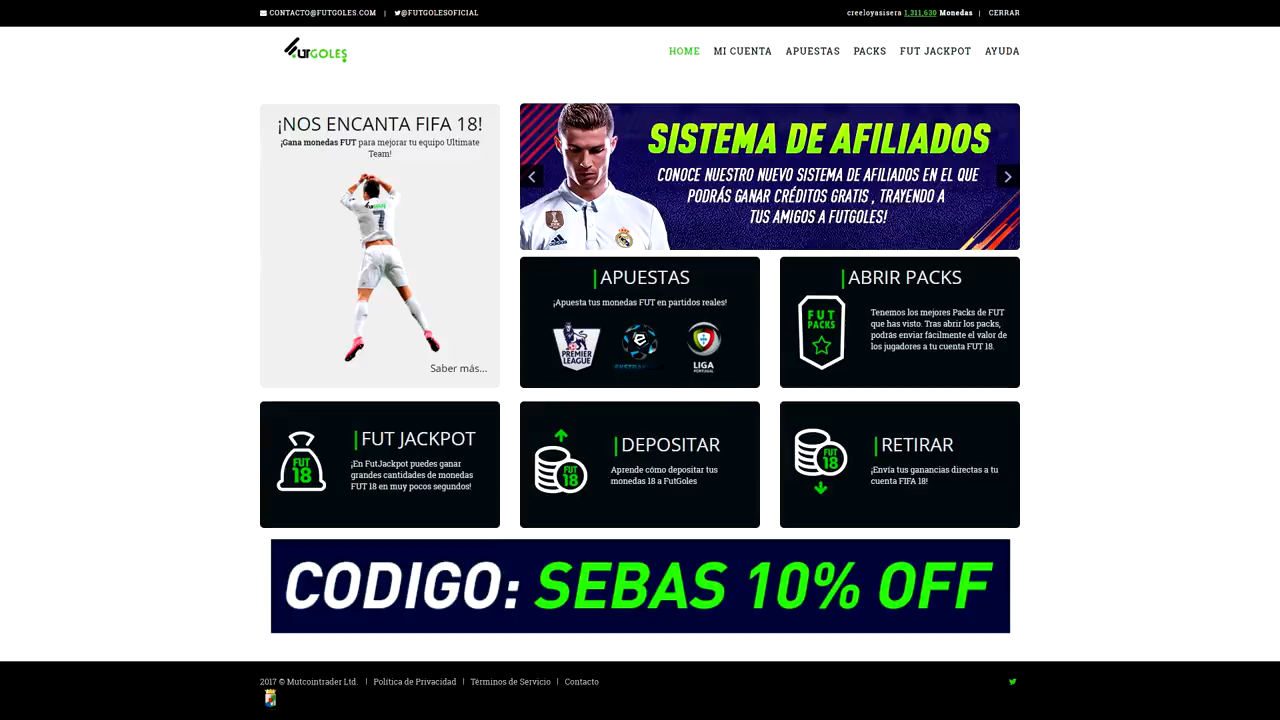 CONTACTO@FUTGOLES.COM | @FUTGOLESOFICIAL
creeloyasisera 1,311,630 Monedas | CERRAR
FUTGOLES
HOME MI CUENTA APUESTAS PACKS FUT JACKPOT AYUDA
¡NOS ENCANTA FIFA 18!
¡Gana monedas FUT para mejorar tu equipo Ultimate
Team!
7
Saber más...
SISTEMA DE AFILIADOS
CONOCE NUESTRO NUEVO SISTEMA DE AFILIADOS EN EL QUE
PODRÁS GANAR CRÉDITOS GRATIS , TRAYENDO A
TUS AMIGOS A FUTGOLES!
|APUESTAS
¡Apuesta tus monedas FUT en partidos reales!
PREMIER
LEAGUE
LIGA
PORTUGAL
|ABRIR PACKS
FUT
PACKS
Tenemos los mejores Packs de FUT
que has visto. Tras abrir los packs,
podrás enviar fácilmente el valor de
los jugadores a tu cuenta FUT 18.
|FUT JACKPOT
FUT
18
¡En FutJackpot puedes ganar
grandes cantidades de monedas
FUT 18 en muy pocos segundos!
|DEPOSITAR
FUT
18
Aprende cómo depositar tus
monedas 18 a FutGoles
|RETIRAR
FUT
18
¡Envía tus ganancias directas a tu
cuenta FIFA 18!
CODIGO: SEBAS 10% OFF
2017 © Mutcointrader Ltd. | Política de Privacidad | Términos de Servicio | Contacto